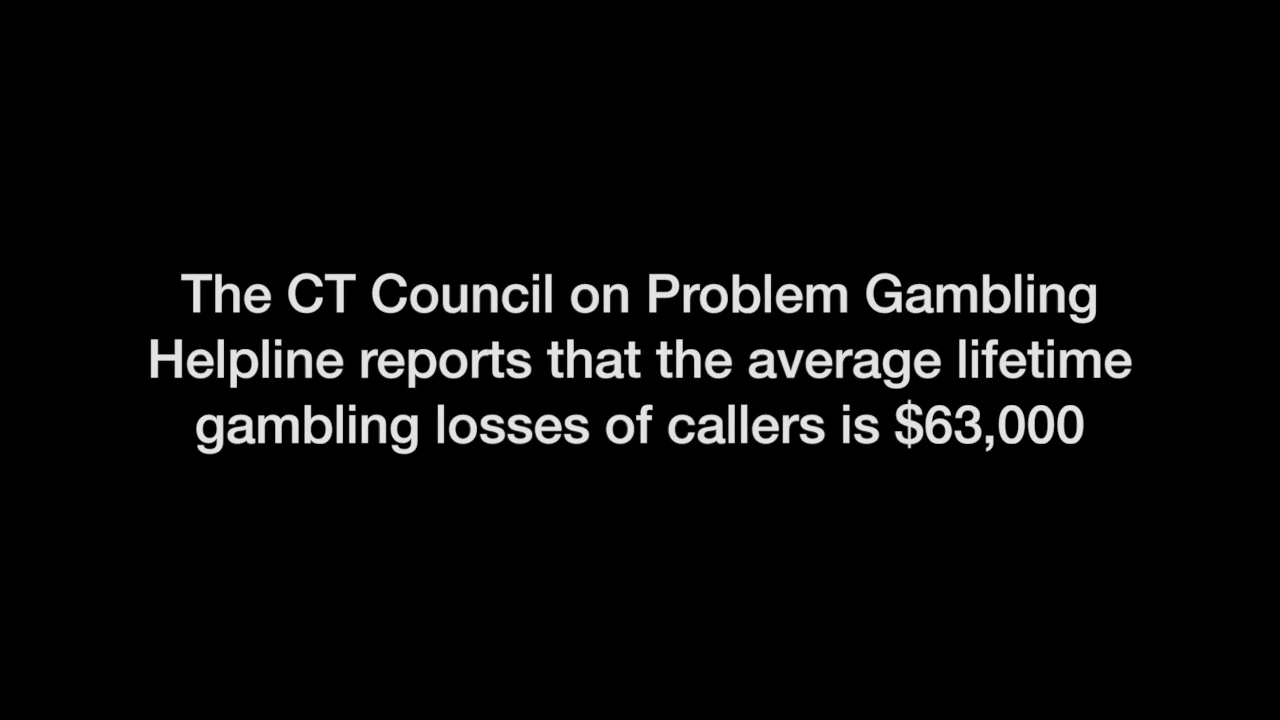 The CT Council on Problem Gambling
Helpline reports that the average lifetime
gambling losses of callers is $63,000